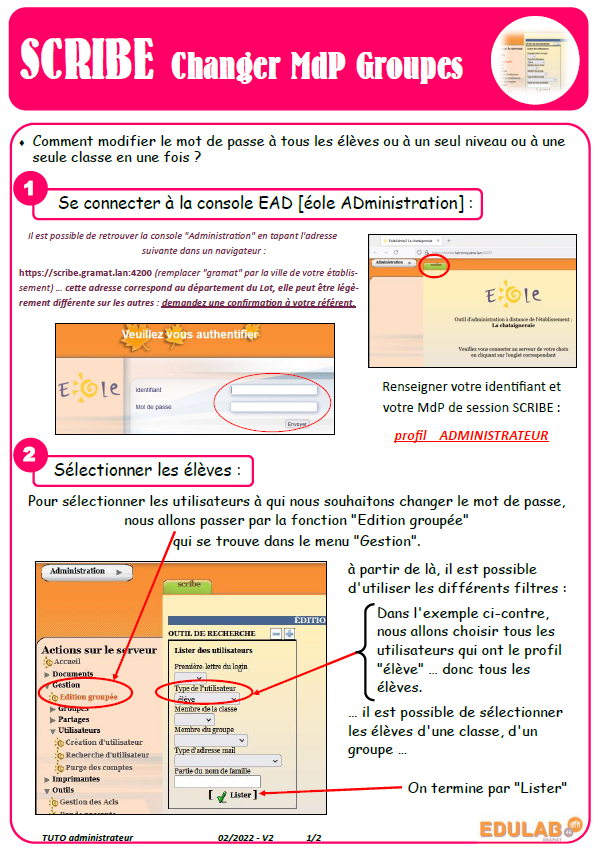 SCRIBE Changer MdP Groupes
♦ Comment modifier le mot de passe à tous les élèves ou à un seul niveau ou à une
seule classe en une fois ?
1
Se connecter à la console EAD [éole ADministration] :
Il est possible de retrouver la console "Administration" en tapant l'adresse
suivante dans un navigateur :
https://scribe.gramat.lan:4200 (remplacer "gramat" par la ville de votre établis-
sement) ... cette adresse correspond au département du Lot, elle peut être légè-
rement différente sur les autres : demandez une confirmation à votre référent.
Administration
scribe
EOle
Outil d'administration à distance de l'établissement :
La chataigneraie
Veuillez vous connecter au serveur de votre choix
en cliquant sur l'onglet correspondant
Veuillez vous authentifier
EOle
Identifiant
Mot de passe
Envoyer
Renseigner votre identifiant et
votre MdP de session SCRIBE :
profil ADMINISTRATEUR
2
Sélectionner les élèves :
Pour sélectionner les utilisateurs à qui nous souhaitons changer le mot de passe,
nous allons passer par la fonction "Edition groupée"
qui se trouve dans le menu "Gestion".
Administration
scribe
ÉDITIO
OUTIL DE RECHERCHE
Actions sur le serveur
Accueil
Documents
Gestion
Edition groupée
Groupes
Partages
Utilisateurs
Création d'utilisateur
Recherche d'utilisateur
Purge des comptes
Imprimantes
Outils
Gestion des Acls
Lister des utilisateurs
Première lettre du login
Type de l'utilisateur
élève
Membre de la classe
Membre du groupe
Type d'adresse mail
Partie du nom de famille
[ Lister ]
à partir de là, il est possible
d'utiliser les différents filtres :
Dans l'exemple ci-contre,
nous allons choisir tous les
utilisateurs qui ont le profil
"élève" ... donc tous les
élèves.
... il est possible de sélectionner
les élèves d'une classe, d'un
groupe ...
On termine par "Lister"
TUTO administrateur 02/2022 - V2 1/2
EDULAB